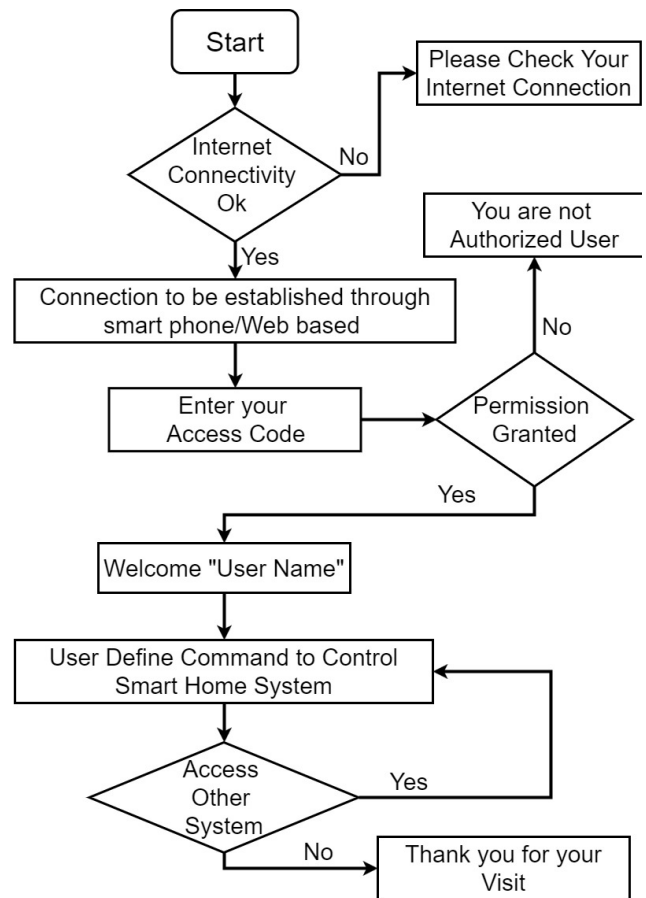 Start
Please Check Your
Internet Connection
Internet
Connectivity
Ok
No
Yes
You are not
Authorized User
Connection to be established through
smart phone/Web based
No
Enter your
Access Code
Permission
Granted
Yes
Welcome "User Name"
User Define Command to Control
Smart Home System
Access
Other
System
Yes
No
Thank you for your
Visit